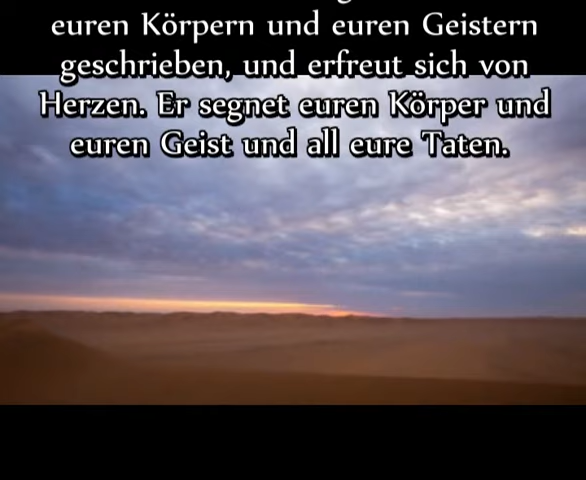 euren Körpern und euren Geistern
geschrieben, und erfreut sich von
Herzen. Er segnet euren Körper und
euren Geist und all eure Taten.